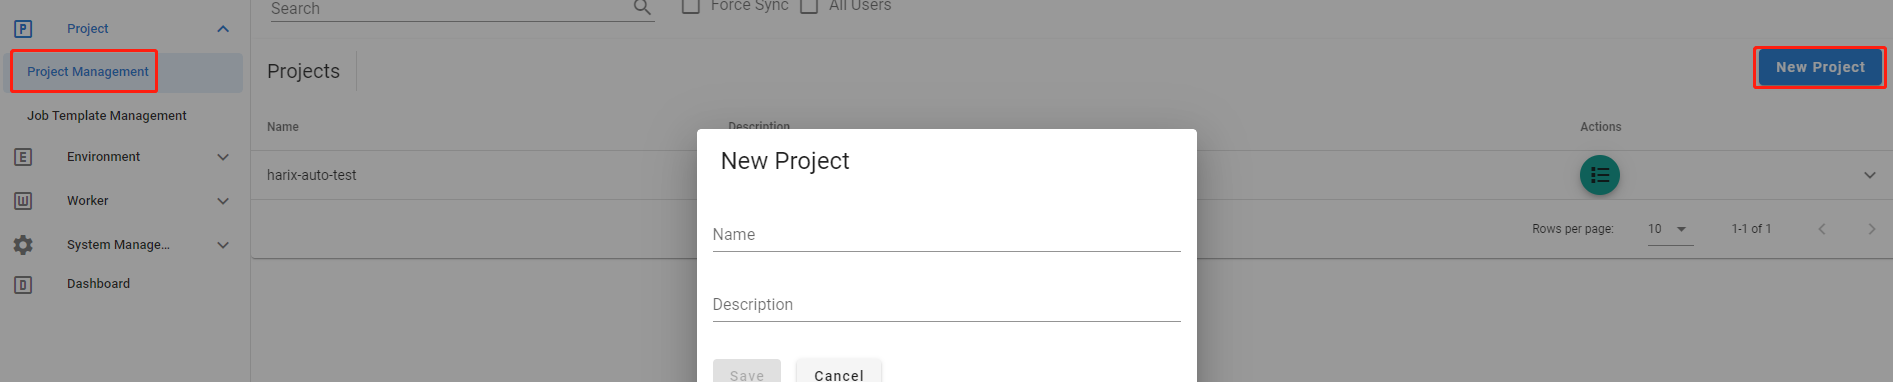 Search
Force Sync
All Users
P
Project
Project Management
Job Template Management
E
Environment
W
Worker
System Manage...
D
Dashboard
Projects
New Project
Name
Description
Actions
harix-auto-test
Rows per page:
10
1-1 of 1
New Project
Name
Description
Save
Cancel